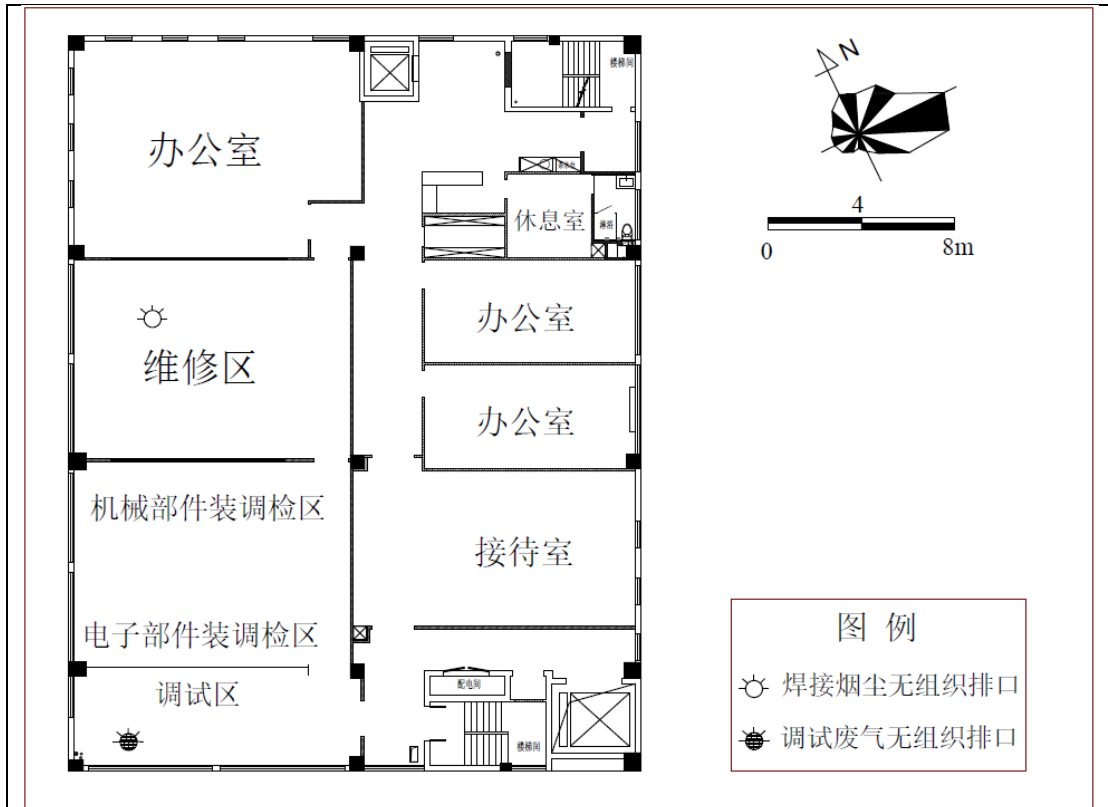 楼梯间
N
办公室
4
0
8m
休息室
淋浴
办公室
维修区
办公室
机械部件装调检区
接待室
电子部件装调检区
图 例
调试区
配电间
焊接烟尘无组织排口
调试废气无组织排口
楼梯间